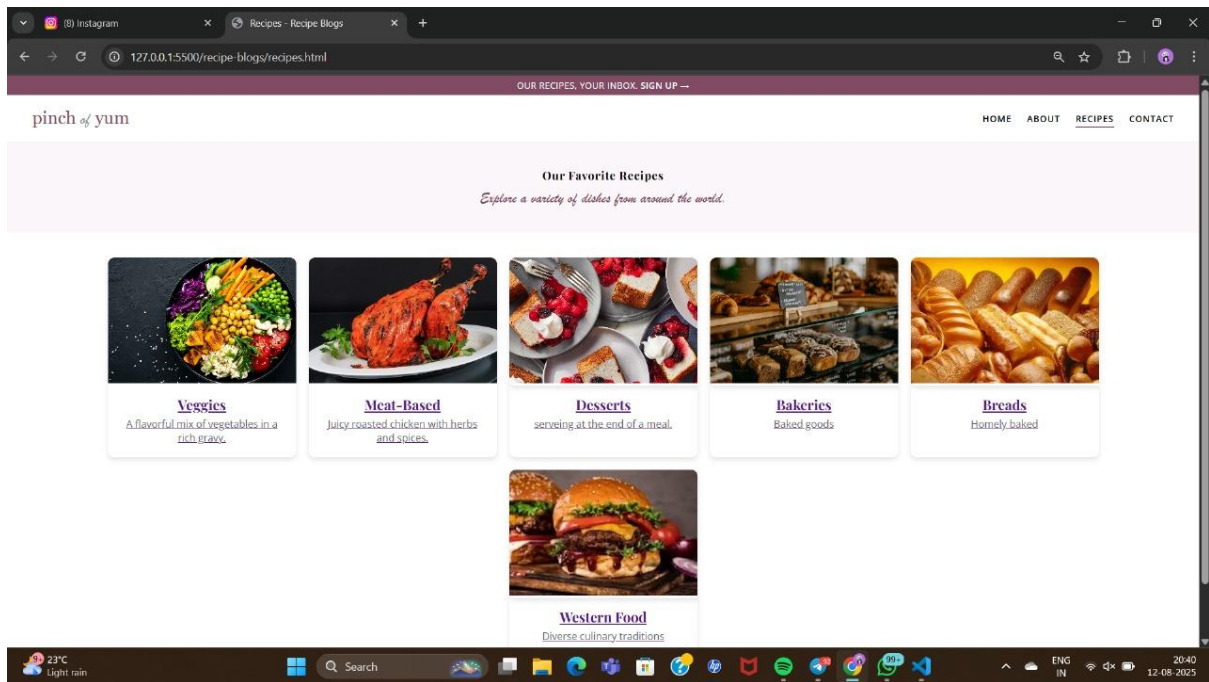 (8) Instagram
Recipes - Recipe Blogs
127.0.0.1:5500/recipe-blogs/recipes.html
OUR RECIPES, YOUR INBOX. SIGN UP →
pinch of yum
HOME ABOUT RECIPES CONTACT
Our Favorite Recipes
Explore a variety of dishes from around the world.
Veggies
A flavorful mix of vegetables in a
rich gravy.
Meat-Based
Juicy roasted chicken with herbs
and spices.
Desserts
serveing at the end of a meal.
Bakeries
Baked goods
Breads
Homely baked
Western Food
Diverse culinary traditions
23°C
Light rain
Search
99+
ENG
IN
20:40
12-08-2025